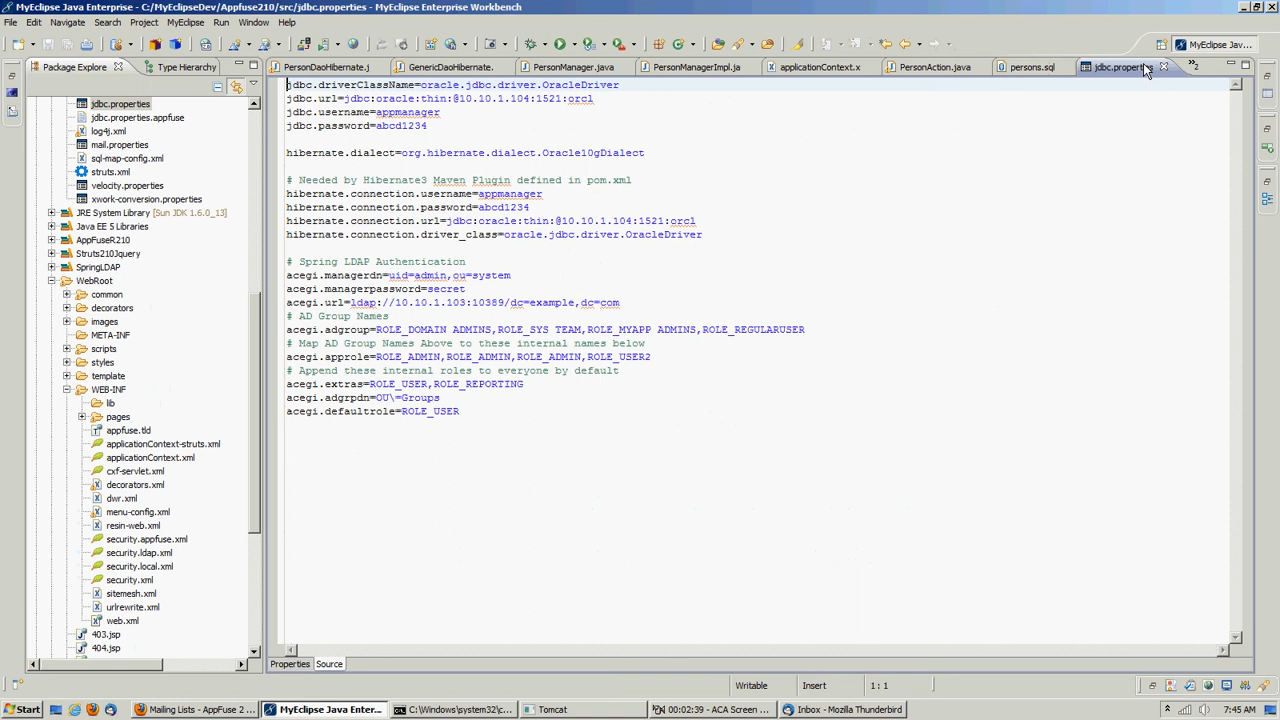 MyEclipse Java Enterprise - C:/MyEclipseDev/Appfuse210/src/jdbc.properties - MyEclipse Enterprise Workbench
File Edit Navigate Search Project MyEclipse Run Window Help
MyEclipse Jav...
Package Explore Type Hierarchy
PersonDaoHibernate.j GenericDaoHibernate. PersonManager.java PersonManagerImpl.ja applicationContext.x PersonAction.java persons.sql jdbc.properties
jdbc.properties
jdbc.properties.appfuse
log4j.xml
mail.properties
sql-map-config.xml
struts.xml
velocity.properties
xwork-conversion.properties
JRE System Library [Sun JDK 1.6.0_13]
Java EE 5 Libraries
AppFuseR210
Struts210Jquery
SpringLDAP
WebRoot
common
decorators
images
META-INF
scripts
styles
template
WEB-INF
lib
pages
appfuse.tld
applicationContext-struts.xml
applicationContext.xml
cxf-servlet.xml
decorators.xml
dwr.xml
menu-config.xml
resin-web.xml
security.appfuse.xml
security.ldap.xml
security.local.xml
security.xml
sitemesh.xml
urlrewrite.xml
web.xml
403.jsp
404.jsp
jdbc.driverClassName=oracle.jdbc.driver.OracleDriver
jdbc.url=jdbc:oracle:thin:@10.10.1.104:1521:orcl
jdbc.username=appmanager
jdbc.password=abcd1234
hibernate.dialect=org.hibernate.dialect.Oracle10gDialect
# Needed by Hibernate3 Maven Plugin defined in pom.xml
hibernate.connection.username=appmanager
hibernate.connection.password=abcd1234
hibernate.connection.url=jdbc:oracle:thin:@10.10.1.104:1521:orcl
hibernate.connection.driver_class=oracle.jdbc.driver.OracleDriver
# Spring LDAP Authentication
acegi.managerdn=uid=admin,ou=system
acegi.managerpassword=secret
acegi.url=ldap://10.10.1.103:10389/dc=example,dc=com
# AD Group Names
acegi.adgroup=ROLE_DOMAIN ADMINS,ROLE_SYS TEAM,ROLE_MYAPP ADMINS,ROLE_REGULARUSER
# Map AD Group Names Above to these internal names below
acegi.approle=ROLE_ADMIN,ROLE_ADMIN,ROLE_ADMIN,ROLE_USER2
# Append these internal roles to everyone by default
acegi.extras=ROLE_USER,ROLE_REPORTING
acegi.adgrpdn=OU\=Groups
acegi.defaultrole=ROLE_USER
Properties Source
Writable Insert 1 : 1
Start Mailing Lists - AppFuse 2 ... MyEclipse Java Enter... C:\Windows\system32\c... Tomcat 00:02:39 - ACA Screen ... Inbox - Mozilla Thunderbird 7:45 AM